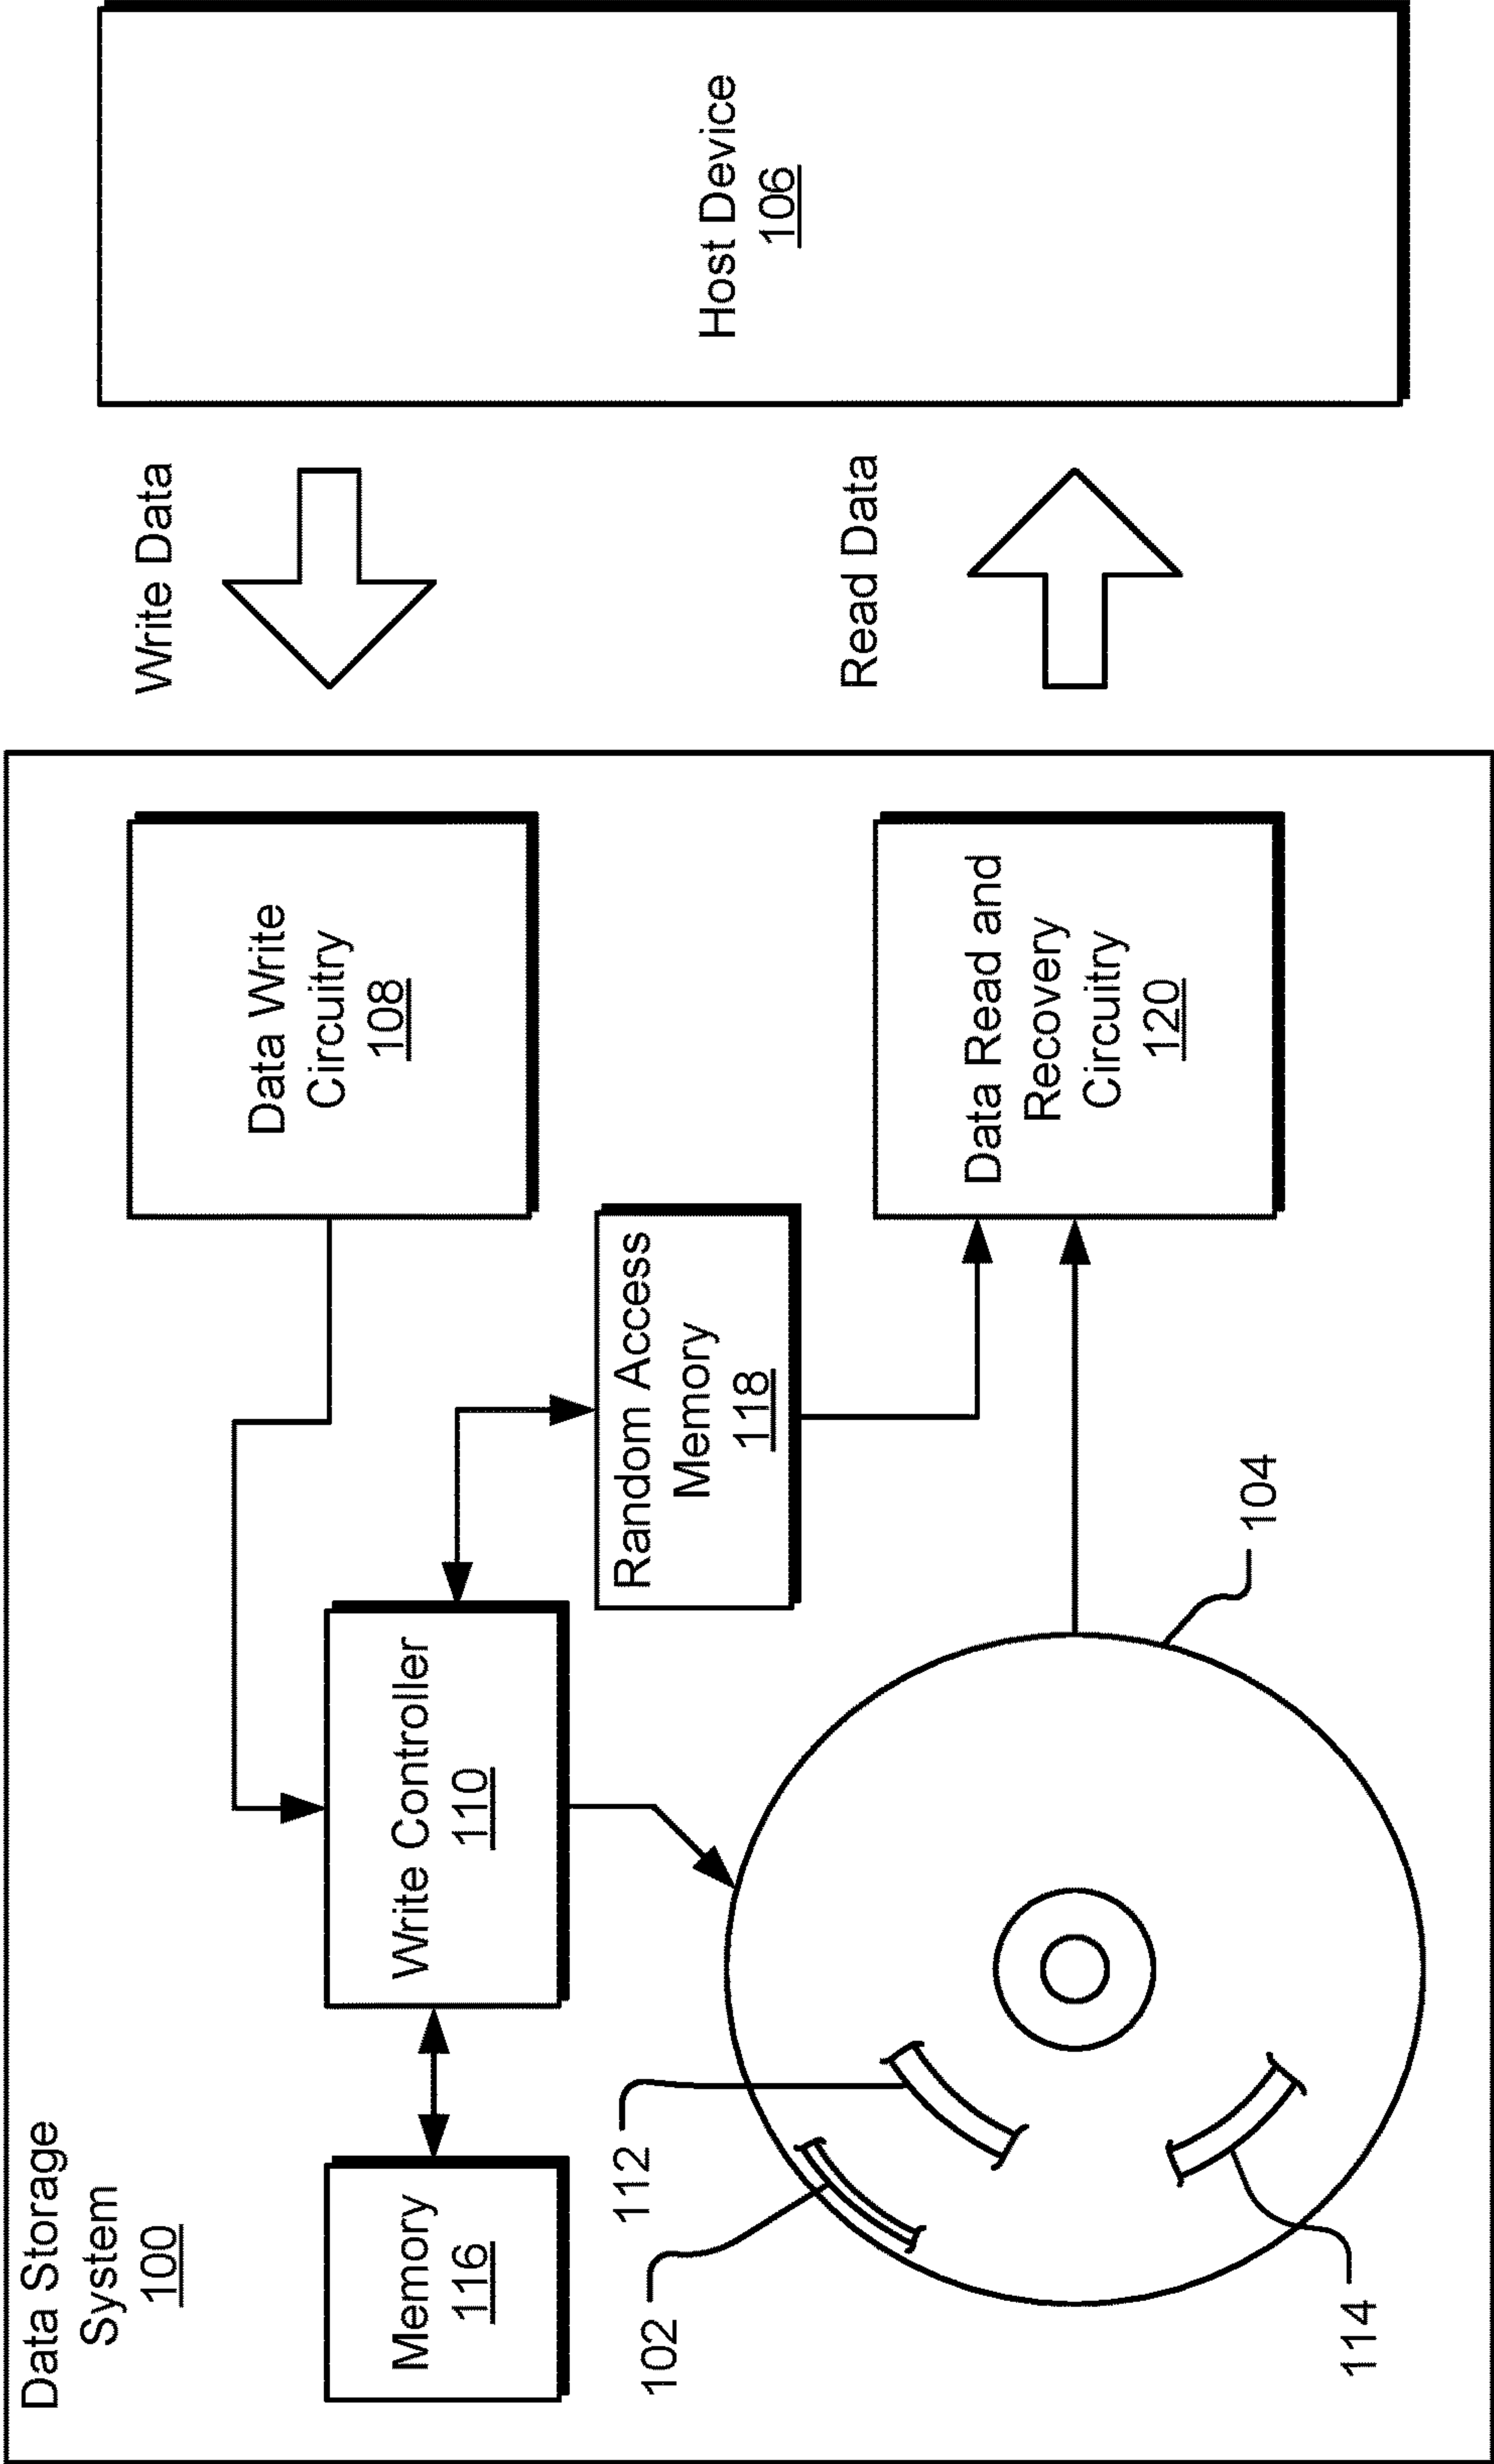 Data Storage
System
100
Memory
116
Write Controller
110
Data Write
Circuitry
108
Write Data
Host Device
106
Random Access
Memory
118
Data Read and
Recovery
Circuitry
120
Read Data
102
112
114
104